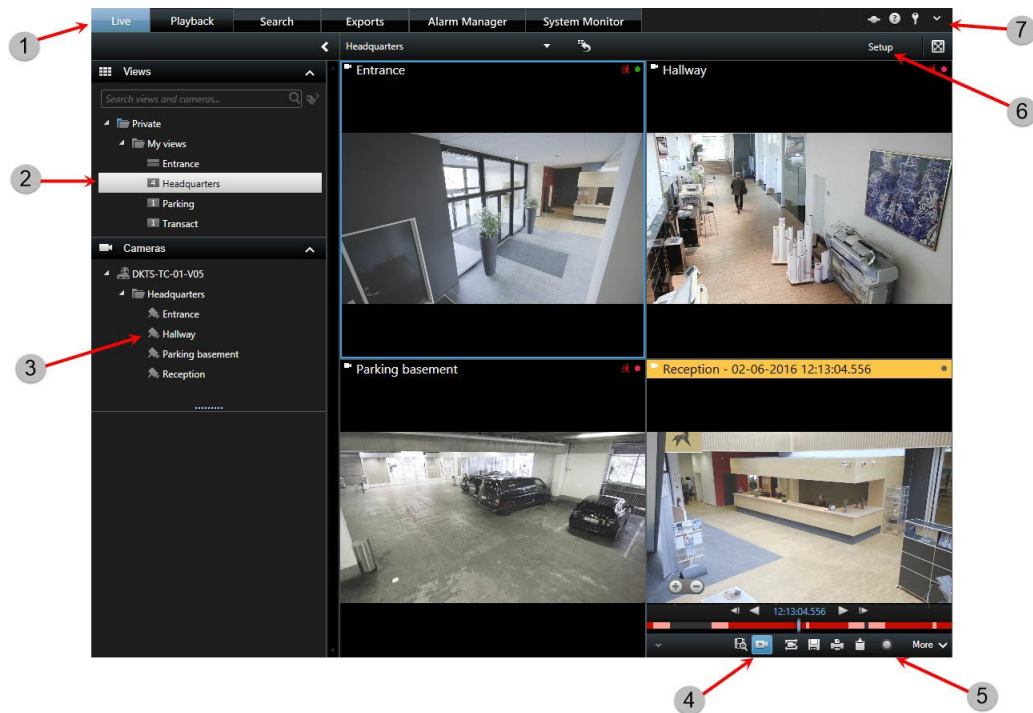 Live Playback Search Exports Alarm Manager System Monitor
1
7
Headquarters Setup
Views
Entrance
Hallway
6
Search views and cameras...
Private
My views
Entrance
2
4 Headquarters
1 Parking
1 Transact
Cameras
DKTS-TC-01-V05
Headquarters
Entrance
Hallway
3
Parking basement
Reception
Parking basement
Reception - 02-06-2016 12:13:04.556
12:13:04.556
More
4
5